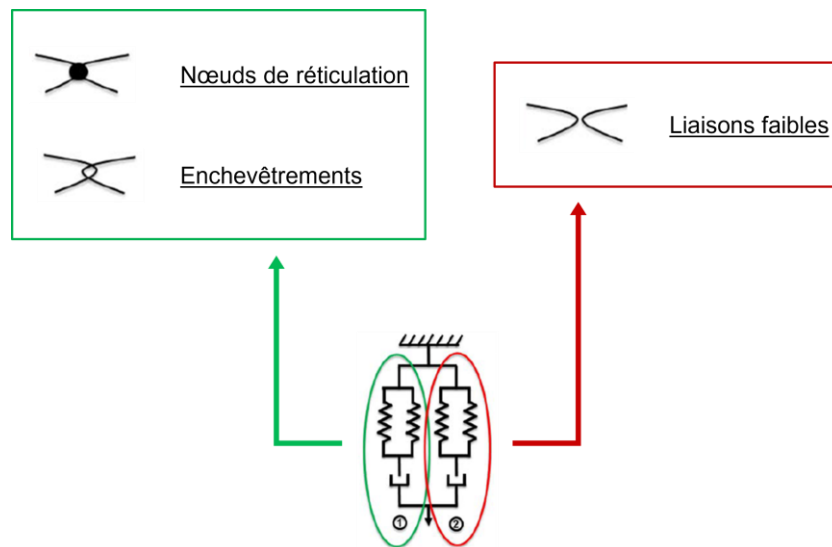 Nœuds de réticulation
Liaisons faibles
Enchevêtrements
① ②